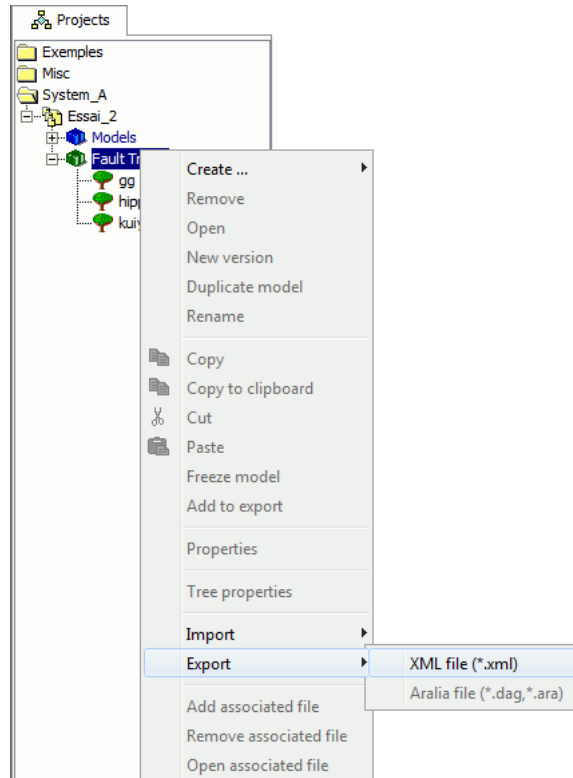 Projects
Exemples
Misc
System_A
Essai_2
Models
Fault Tr
gg
hipp
kuiy
Create ...
Remove
Open
New version
Duplicate model
Rename
Copy
Copy to clipboard
Cut
Paste
Freeze model
Add to export
Properties
Tree properties
Import
Export
XML file (*.xml)
Aralia file (*.dag,*.ara)
Add associated file
Remove associated file
Open associated file